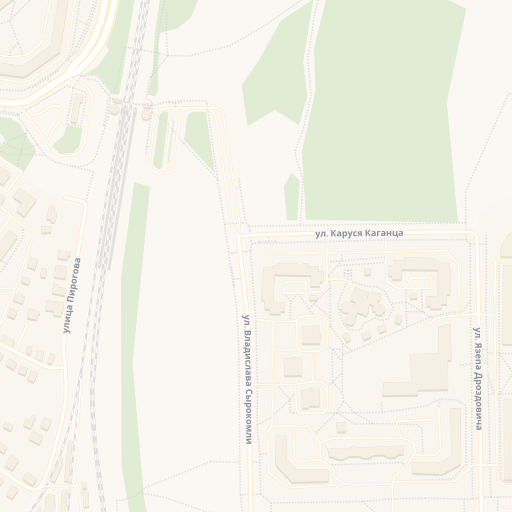 ул. Каруся Каганца
улица Пирогова
ул. Владислава Сырокомли
ул. Язепа Дроздовича